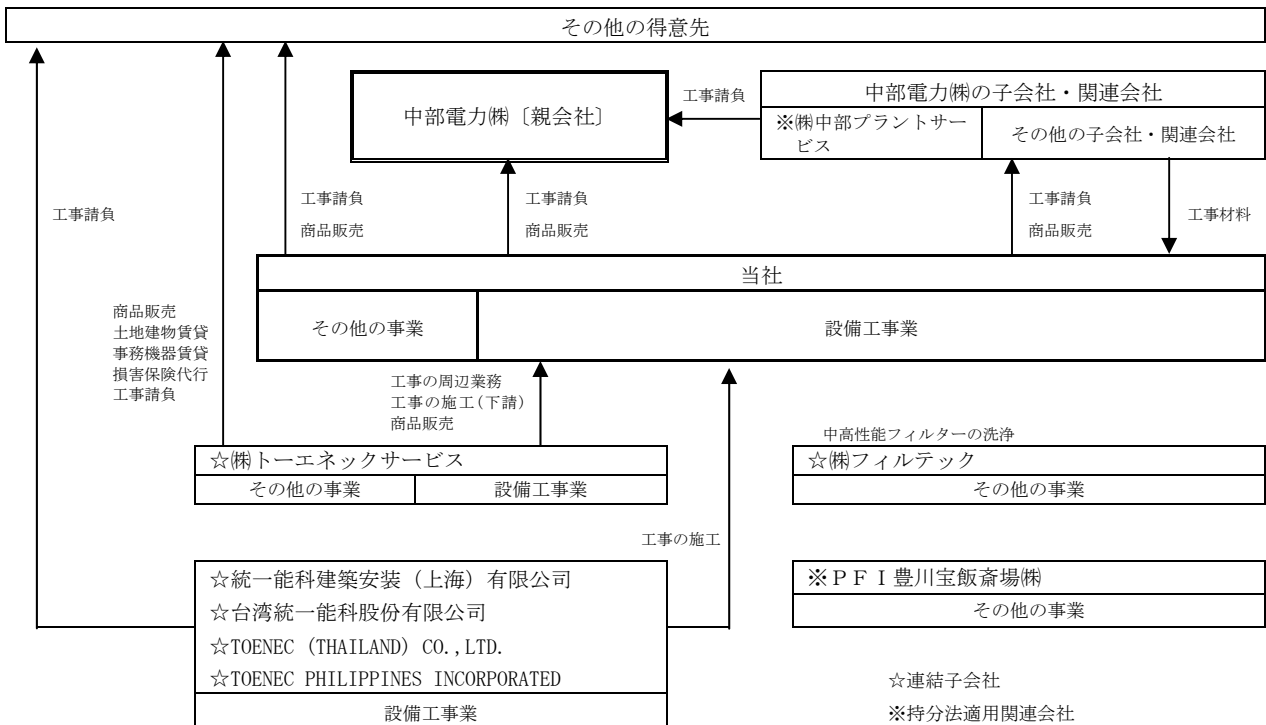 その他の得意先
中部電力㈱〔親会社〕
工事請負
中部電力㈱の子会社・関連会社
※㈱中部プラントサー
ビス
その他の子会社・関連会社
工事請負
工事請負
商品販売
工事請負
商品販売
工事請負
商品販売
工事材料
当社
その他の事業
設備工事業
商品販売
土地建物賃貸
事務機器賃貸
損害保険代行
工事請負
工事の周辺業務
工事の施工(下請)
商品販売
☆㈱トーエネックサービス
その他の事業
設備工事業
中高性能フィルターの洗浄
☆㈱フィルテック
その他の事業
工事の施工
☆統一能科建築安装（上海）有限公司
☆台湾統一能科股份有限公司
☆TOENEC (THAILAND) CO.,LTD.
☆TOENEC PHILIPPINES INCORPORATED
設備工事業
※ＰＦＩ豊川宝飯斎場㈱
その他の事業
☆連結子会社
※持分法適用関連会社